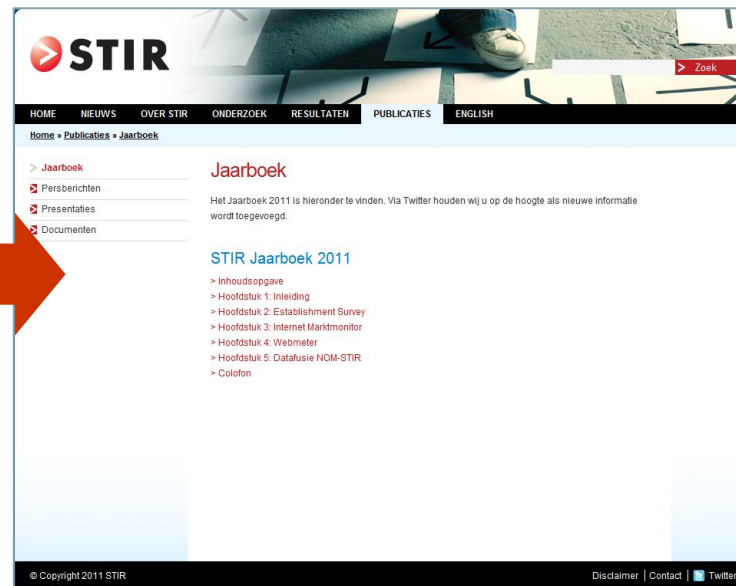 STIR
Zoek
HOME NIEUWS OVER STIR ONDERZOEK RESULTATEN PUBLICATIES ENGLISH
Home » Publicaties » Jaarboek
> Jaarboek
Persberichten
Presentaties
Documenten
Jaarboek
Het Jaarboek 2011 is hieronder te vinden. Via Twitter houden wij u op de hoogte als nieuwe informatie
wordt toegevoegd.
STIR Jaarboek 2011
> Inhoudsopgave
> Hoofdstuk 1: Inleiding
> Hoofdstuk 2: Establishment Survey
> Hoofdstuk 3: Internet Marktmonitor
> Hoofdstuk 4: Webmeter
> Hoofdstuk 5: Datafusie NOM-STIR
> Colofon
© Copyright 2011 STIR
Disclaimer | Contact | Twitter